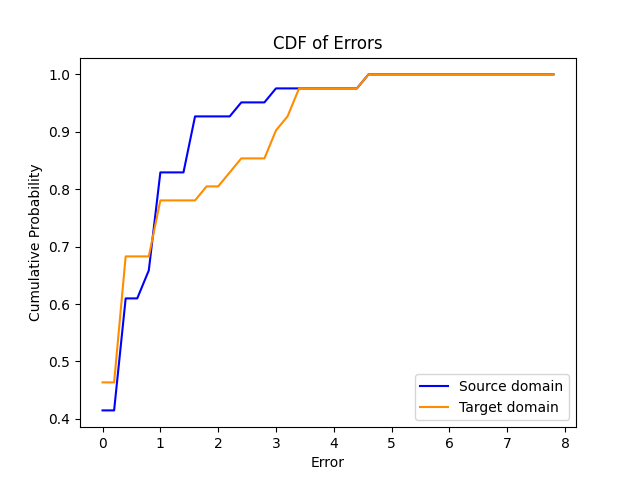 CDF of Errors
Cumulative Probability
1.0
0.9
0.8
0.7
0.6
0.5
0.4
0 1 2 3 4 5 6 7 8
Error
Source domain
Target domain